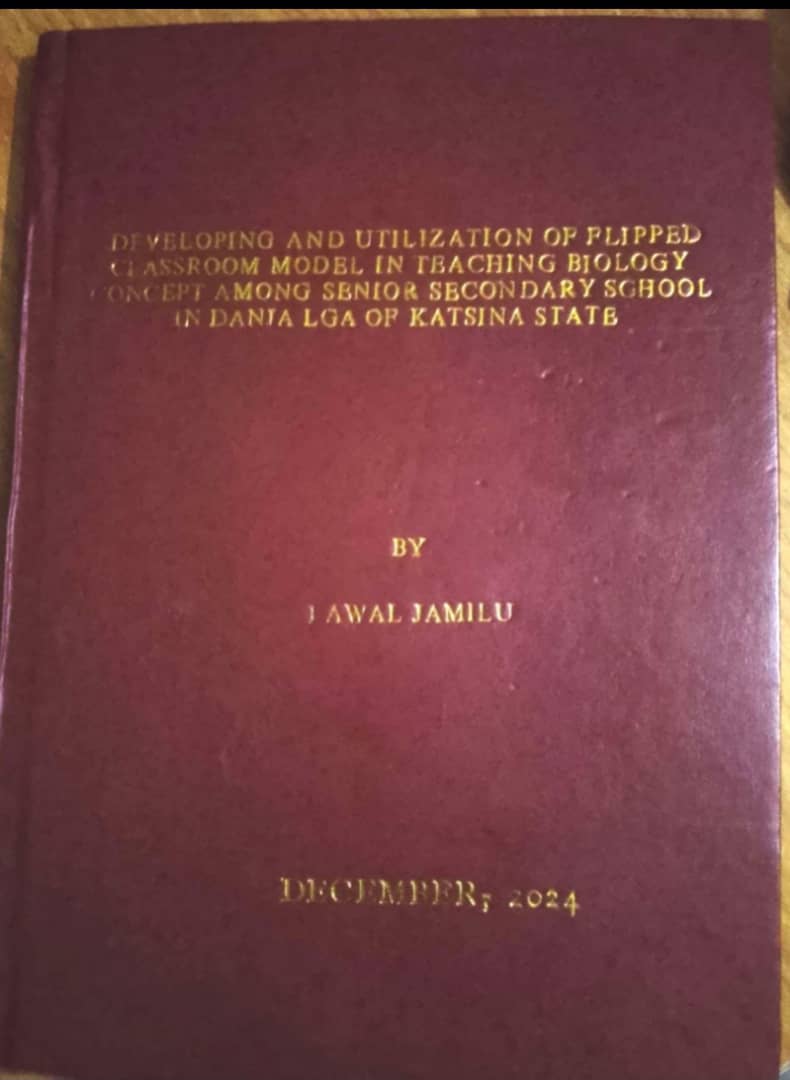 DEVELOPING AND UTILIZATION OF FLIPPED
CLASSROOM MODEL IN TEACHING BIOLOGY
CONCEPT AMONG SENIOR SECONDARY SCHOOL
IN DANJA LGA OF KATSINA STATE
BY
LAWAL JAMILU
DECEMBER, 2024